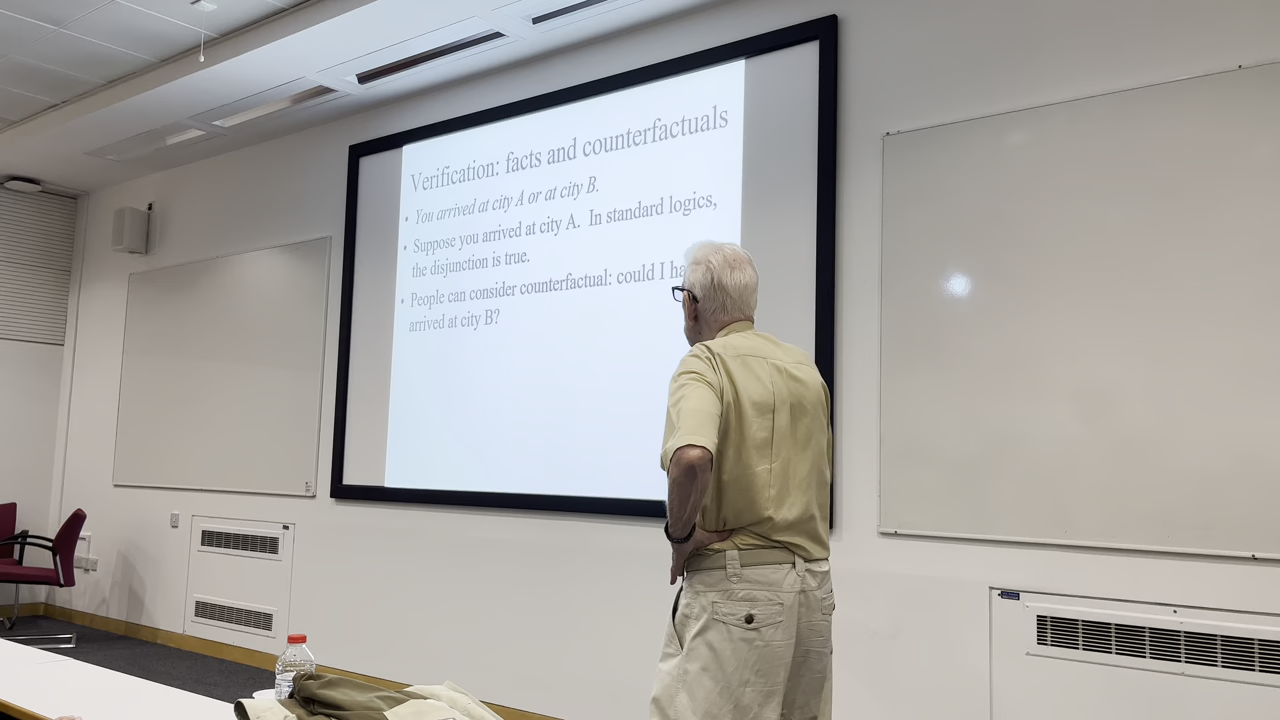 Verification: facts and counterfactuals
• You arrived at city A or at city B.
• Suppose you arrived at city A. In standard logics,
the disjunction is true.
• People can consider counterfactual: could I ha
arrived at city B?